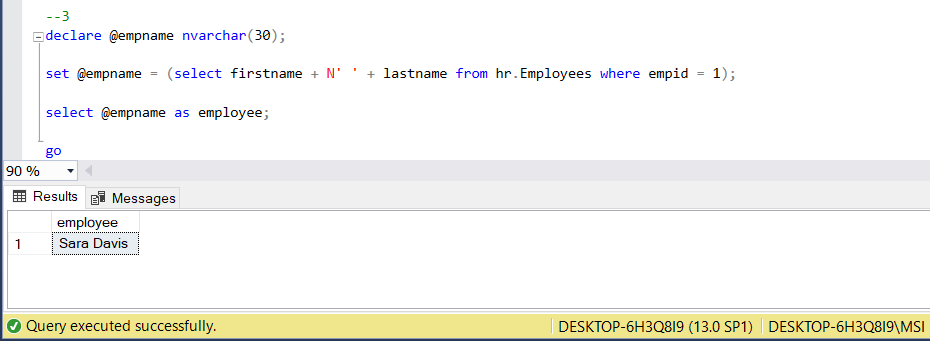 --3
declare @empname nvarchar(30);
set @empname = (select firstname + N' ' + lastname from hr.Employees where empid = 1);
select @empname as employee;
go
90 %
Results Messages
employee
1 Sara Davis
Query executed successfully. DESKTOP-6H3Q8I9 (13.0 SP1) DESKTOP-6H3Q8I9\MSI